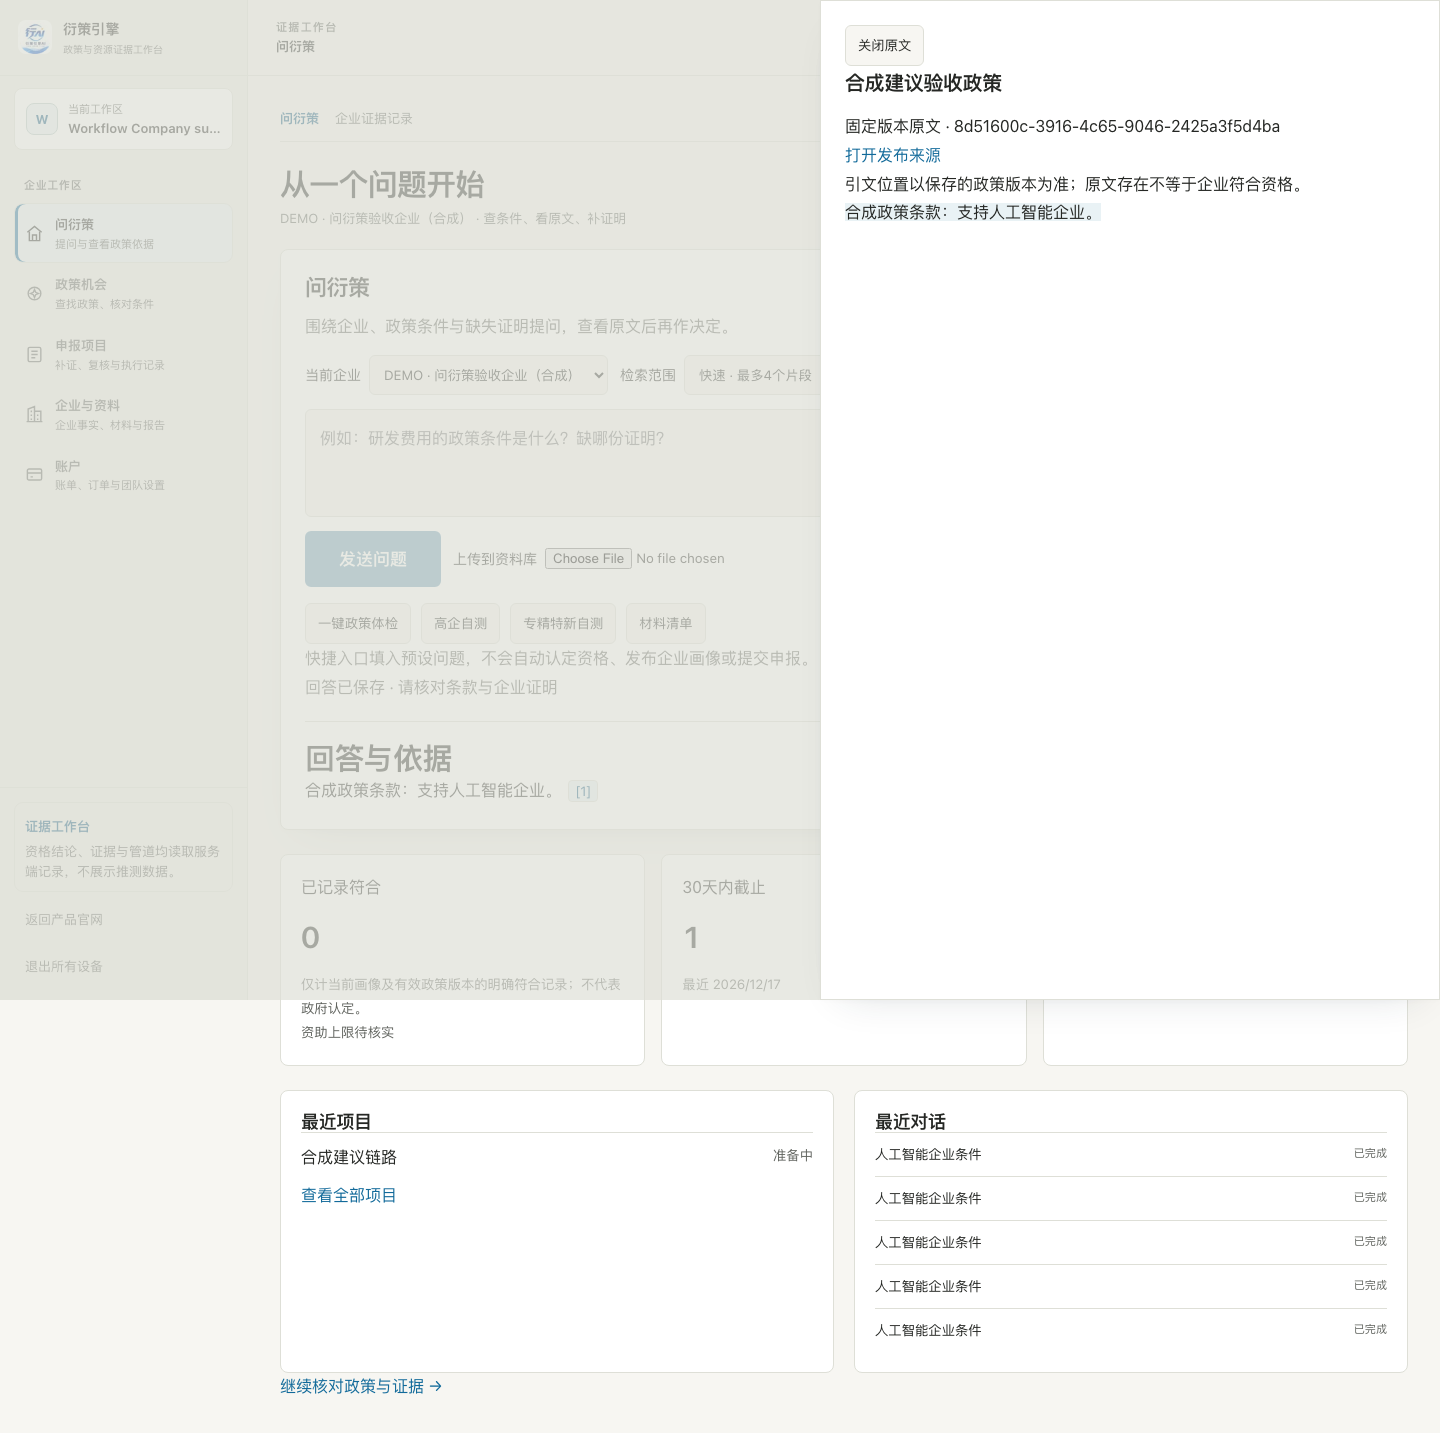 衍策引擎
政策与资源证据工作台
当前工作区
W
Workflow Company su...
企业工作区
问衍策
提问与查看政策依据
政策机会
查找政策、核对条件
申报项目
补证、复核与执行记录
企业与资料
企业事实、材料与报告
账户
账单、订单与团队设置
证据工作台
资格结论、证据与管道均读取服务
端记录，不展示推测数据。
返回产品官网
退出所有设备
证据工作台
问衍策
问衍策 企业证据记录
从一个问题开始
DEMO · 问衍策验收企业（合成） · 查条件、看原文、补证明
问衍策
围绕企业、政策条件与缺失证明提问，查看原文后再作决定。
当前企业 DEMO · 问衍策验收企业（合成） 检索范围 快速 · 最多4个片段
例如：研发费用的政策条件是什么？缺哪份证明？
发送问题 上传到资料库 Choose File No file chosen
一键政策体检 高企自测 专精特新自测 材料清单
快捷入口填入预设问题，不会自动认定资格、发布企业画像或提交申报。
回答已保存 · 请核对条款与企业证明
回答与依据
合成政策条款：支持人工智能企业。 [1]
已记录符合
0
仅计当前画像及有效政策版本的明确符合记录；不代表
政府认定。
资助上限待核实
30天内截止
1
最近 2026/12/17
最近项目
合成建议链路 准备中
查看全部项目
最近对话
人工智能企业条件 已完成
人工智能企业条件 已完成
人工智能企业条件 已完成
人工智能企业条件 已完成
人工智能企业条件 已完成
继续核对政策与证据 →
关闭原文
合成建议验收政策
固定版本原文 · 8d51600c-3916-4c65-9046-2425a3f5d4ba
打开发布来源
引文位置以保存的政策版本为准；原文存在不等于企业符合资格。
合成政策条款：支持人工智能企业。